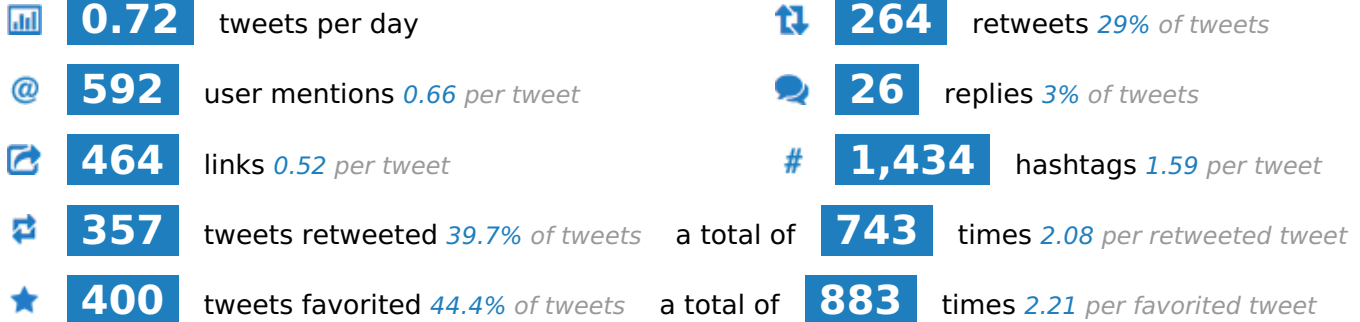 0.72 tweets per day 264 retweets 29% of tweets
@ 592 user mentions 0.66 per tweet 26 replies 3% of tweets
464 links 0.52 per tweet # 1,434 hashtags 1.59 per tweet
357 tweets retweeted 39.7% of tweets a total of 743 times 2.08 per retweeted tweet
400 tweets favorited 44.4% of tweets a total of 883 times 2.21 per favorited tweet